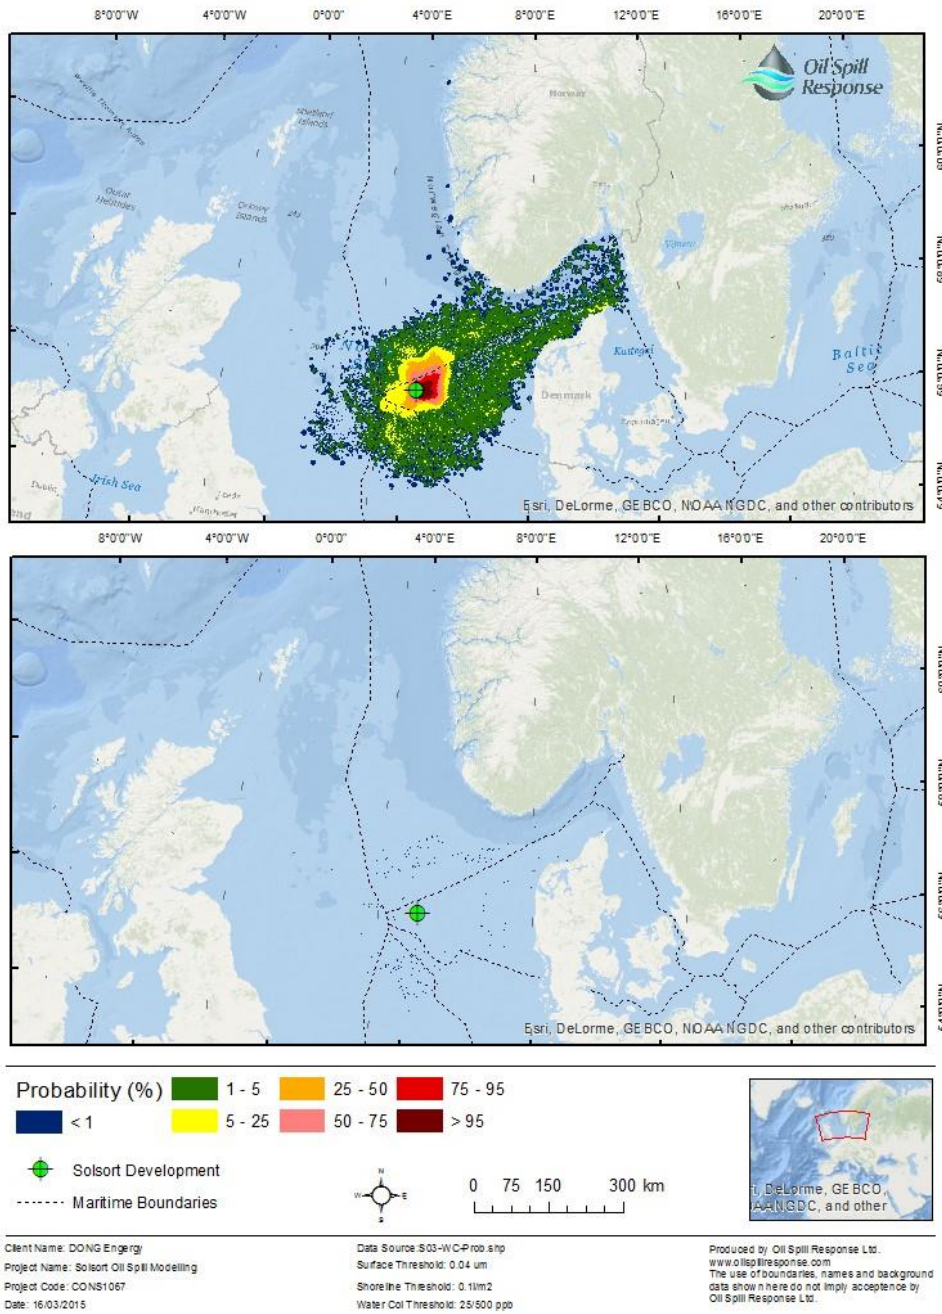 8°0'0"W 4°0'0"W 0°0'0" 4°0'0"E 8°0'0"E 12°0'0"E 16°0'0"E 20°0'0"E
Oil Spill
Response
Norway
Shetland
Islands
Outer
Hebrides
Orkney
Islands
Kattegat
Baltic
Sea
Denmark
Copenhagen
Dublin
Irish Sea
Leeds
Manchester
Esri, DeLorme, GEBCO, NOAA NGDC, and other contributors
8°0'0"W 4°0'0"W 0°0'0" 4°0'0"E 8°0'0"E 12°0'0"E 16°0'0"E 20°0'0"E
Esri, DeLorme, GEBCO, NOAA NGDC, and other contributors
Probability (%)
< 1
1 - 5
5 - 25
25 - 50
50 - 75
75 - 95
> 95
Solsort Development
Maritime Boundaries
N
W E
S
0 75 150 300 km
DeLorme, GEBCO,
NGDC, and other
Client Name: DONG Engergy
Project Name: Solsort Oil Spill Modelling
Project Code: CONS1067
Date: 16/03/2015
Data Source:S03-WC-Prob.shp
Surface Threshold: 0.04 um
Shoreline Threshold: 0.1l/m2
Water Col Threshold: 25/500 ppb
Produced by Oil Spill Response Ltd.
www.oilspillresponse.com
The use of boundaries, names and background
data shown here do not imply acceptence by
Oil Spill Response Ltd.